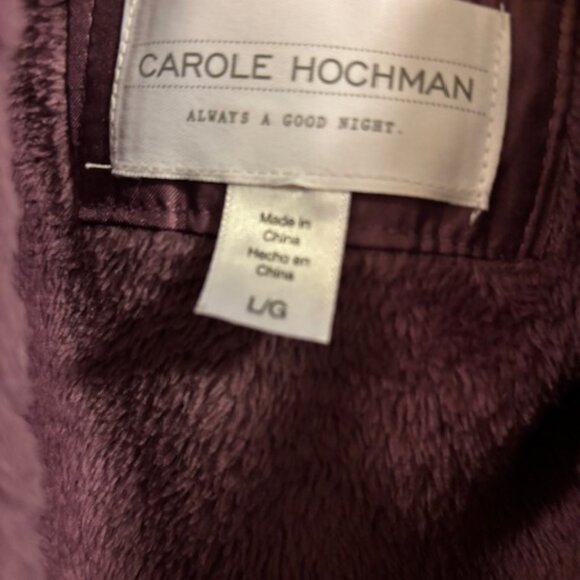 CAROLE HOCHMAN
ALWAYS A GOOD NIGHT.
Made in
China
Hecho en
China
L/G